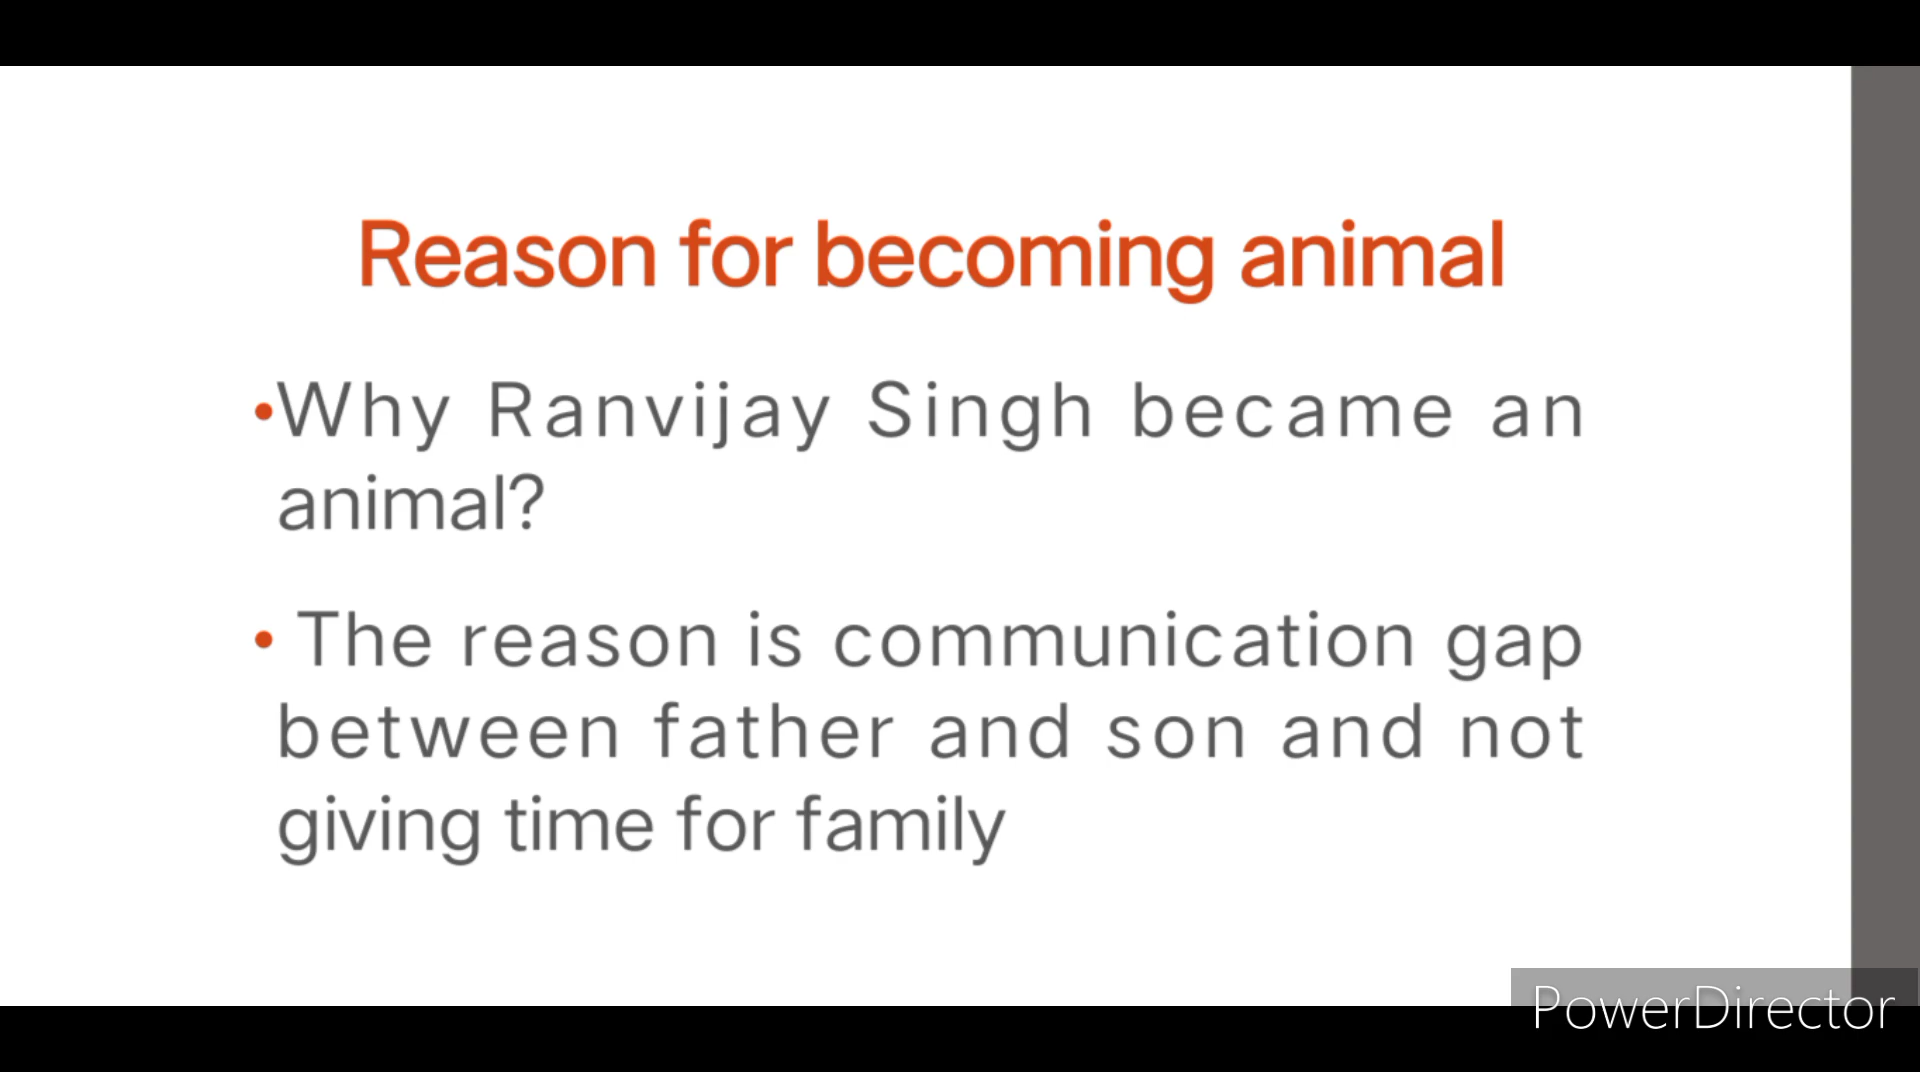 Reason for becoming animal
•Why Ranvijay Singh became an
animal?
• The reason is communication gap
between father and son and not
giving time for family
PowerDirector